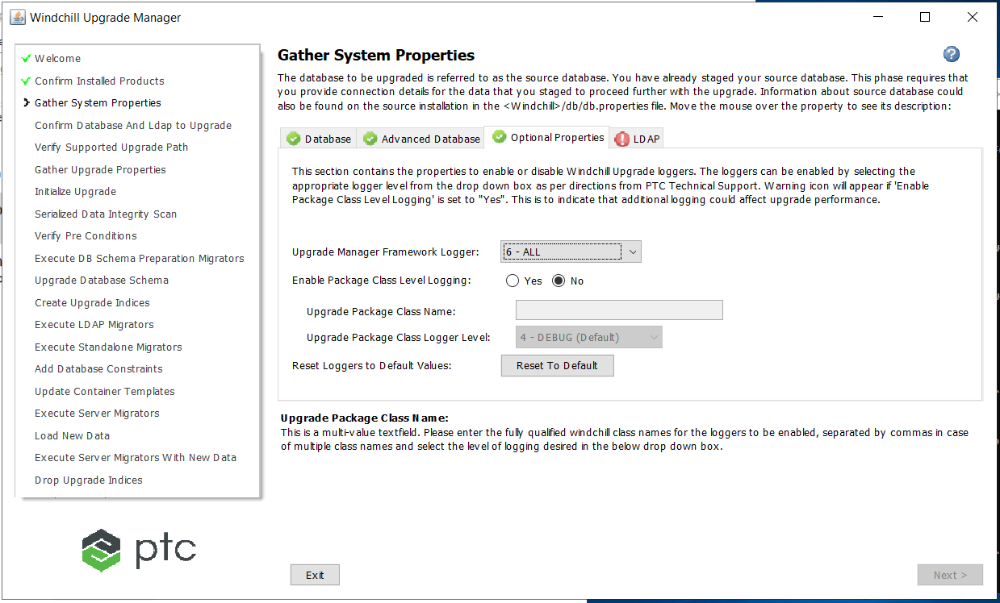 Windchill Upgrade Manager
Welcome
Confirm Installed Products
Gather System Properties
Confirm Database And Ldap to Upgrade
Verify Supported Upgrade Path
Gather Upgrade Properties
Initialize Upgrade
Serialized Data Integrity Scan
Verify Pre Conditions
Execute DB Schema Preparation Migrators
Upgrade Database Schema
Create Upgrade Indices
Execute LDAP Migrators
Execute Standalone Migrators
Add Database Constraints
Update Container Templates
Execute Server Migrators
Load New Data
Execute Server Migrators With New Data
Drop Upgrade Indices
ptc
Gather System Properties
?
The database to be upgraded is referred to as the source database. You have already staged your source database. This phase requires that
you provide connection details for the data that you staged to proceed further with the upgrade. Information about source database could
also be found on the source installation in the <Windchill>/db/db.properties file. Move the mouse over the property to see its description:
Database
Advanced Database
Optional Properties
! LDAP
This section contains the properties to enable or disable Windchill Upgrade loggers. The loggers can be enabled by selecting the
appropriate logger level from the drop down box as per directions from PTC Technical Support. Warning icon will appear if 'Enable
Package Class Level Logging' is set to "Yes". This is to indicate that additional logging could affect upgrade performance.
Upgrade Manager Framework Logger: 6 - ALL
Enable Package Class Level Logging: Yes No
Upgrade Package Class Name:
Upgrade Package Class Logger Level: 4 - DEBUG (Default)
Reset Loggers to Default Values: Reset To Default
Upgrade Package Class Name:
This is a multi-value textfield. Please enter the fully qualified windchill class names for the loggers to be enabled, separated by commas in case
of multiple class names and select the level of logging desired in the below drop down box.
Exit
Next >